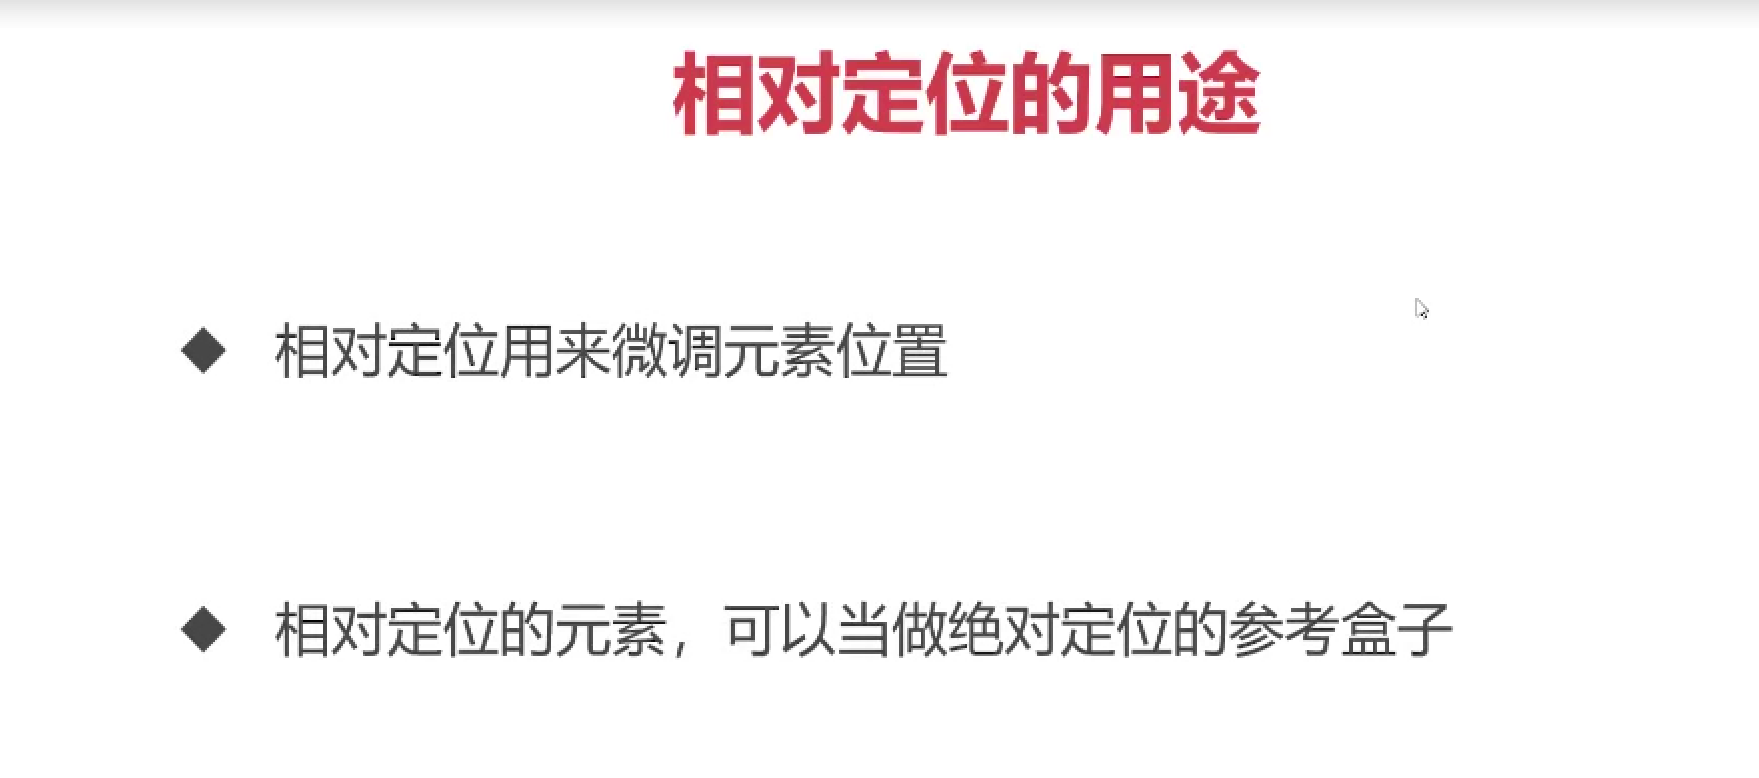 相对定位的用途
◆ 相对定位用来微调元素位置
◆ 相对定位的元素，可以当做绝对定位的参考盒子